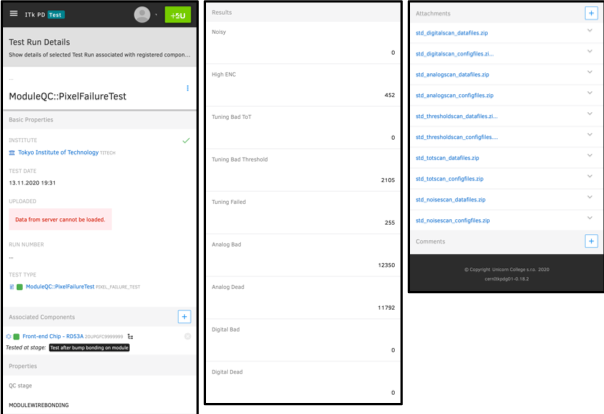 ITk PD Test
+5U
Test Run Details
Show details of selected Test Run associated with registered compon...
...
ModuleQC::PixelFailureTest
Basic Properties
INSTITUTE
Tokyo Institute of Technology TITECH
TEST DATE
13.11.2020 19:31
UPLOADED
Data from server cannot be loaded.
RUN NUMBER
...
TEST TYPE
ModuleQC::PixelFailureTest PIXEL_FAILURE_TEST
Associated Components
Front-end Chip - RD53A
Tested at stage: Test after bump bonding on module
Properties
QC stage
MODULEWIREBONDING
Results
Noisy
0
High ENC
452
Tuning Bad ToT
0
Tuning Bad Threshold
2105
Tuning Failed
255
Analog Bad
12350
Analog Dead
11792
Digital Bad
0
Digital Dead
0
Attachments
std_digitalscan_datafiles.zip
std_digitalscan_configfiles.zi...
std_analogscan_datafiles.zip
std_analogscan_configfiles.zip
std_thresholdscan_datafiles.zi...
std_thresholdscan_configfiles....
std_totscan_datafiles.zip
std_totscan_configfiles.zip
std_noisescan_datafiles.zip
std_noisescan_configfiles.zip
Comments
© Copyright Unicorn College s.r.o. 2020